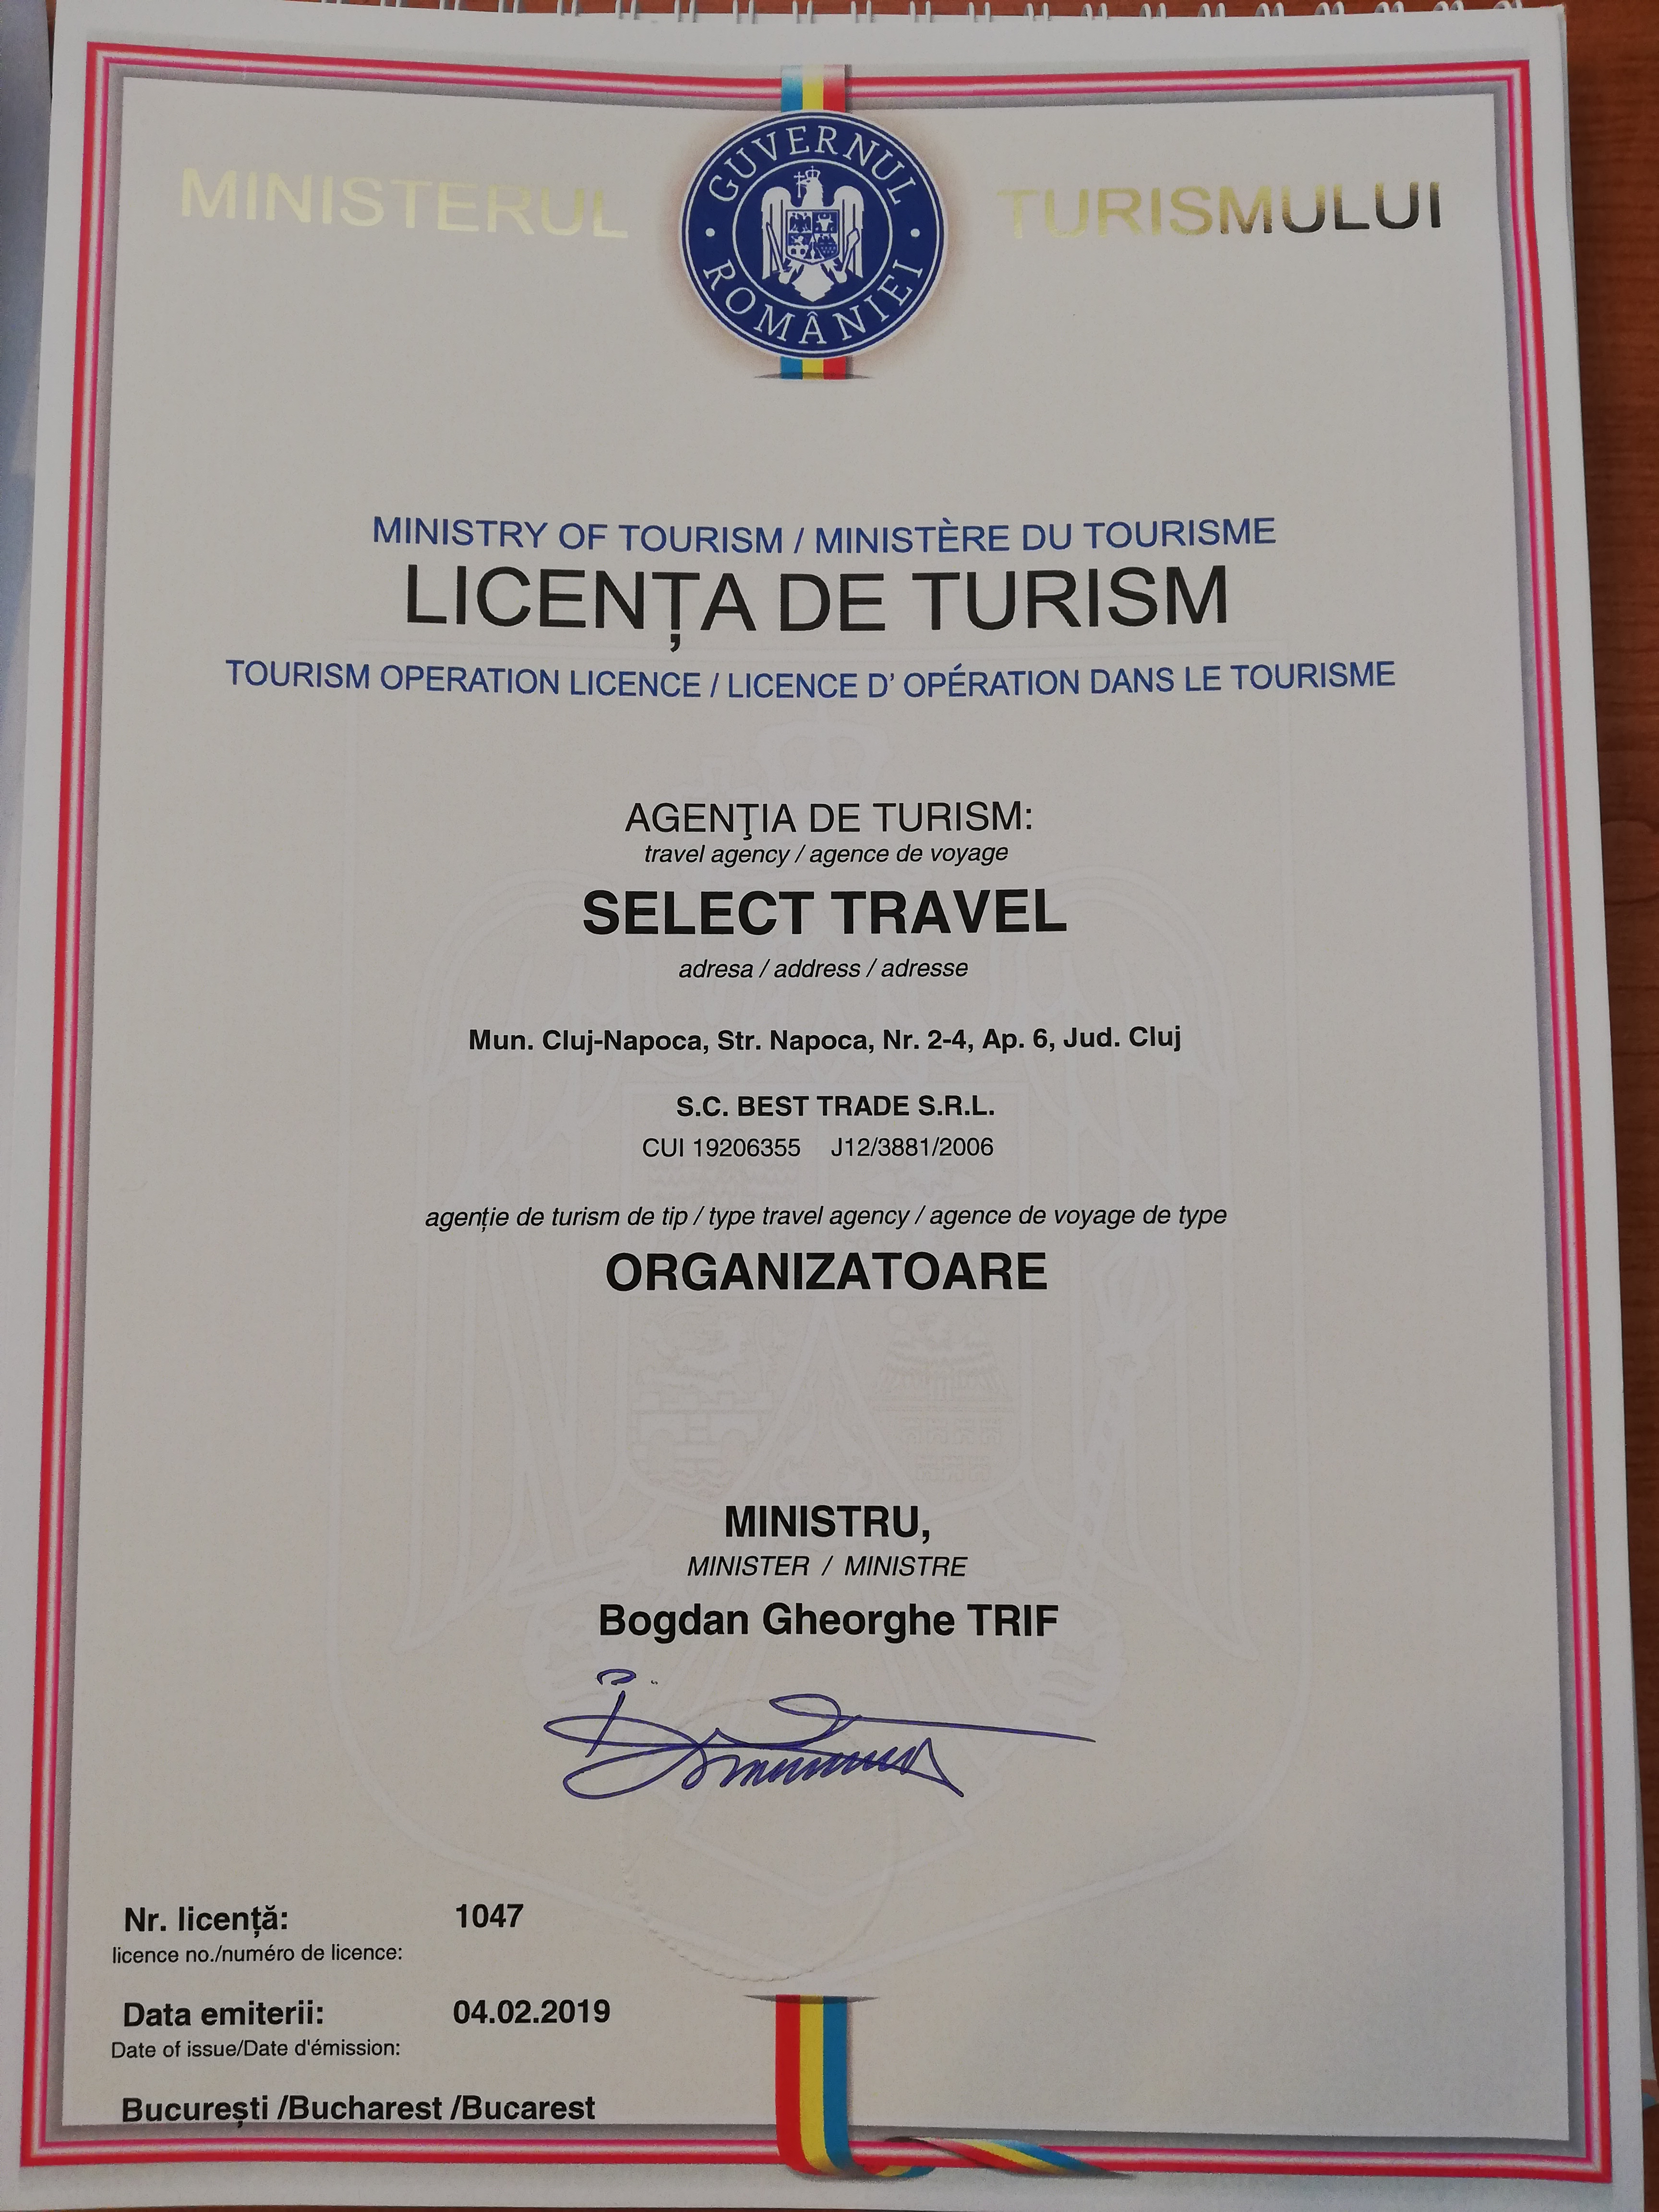 MINISTERUL TURISMULUI
GUVERNUL ROMÂNIEI
MINISTRY OF TOURISM / MINISTÈRE DU TOURISME
LICENȚA DE TURISM
TOURISM OPERATION LICENCE / LICENCE D' OPÉRATION DANS LE TOURISME
AGENŢIA DE TURISM:
travel agency / agence de voyage
SELECT TRAVEL
adresa / address / adresse
Mun. Cluj-Napoca, Str. Napoca, Nr. 2-4, Ap. 6, Jud. Cluj
S.C. BEST TRADE S.R.L.
CUI 19206355 J12/3881/2006
agenție de turism de tip / type travel agency / agence de voyage de type
ORGANIZATOARE
MINISTRU,
MINISTER / MINISTRE
Bogdan Gheorghe TRIF
Nr. licență: 1047
licence no./numéro de licence:
Data emiterii: 04.02.2019
Date of issue/Date d'émission:
București /Bucharest /Bucarest